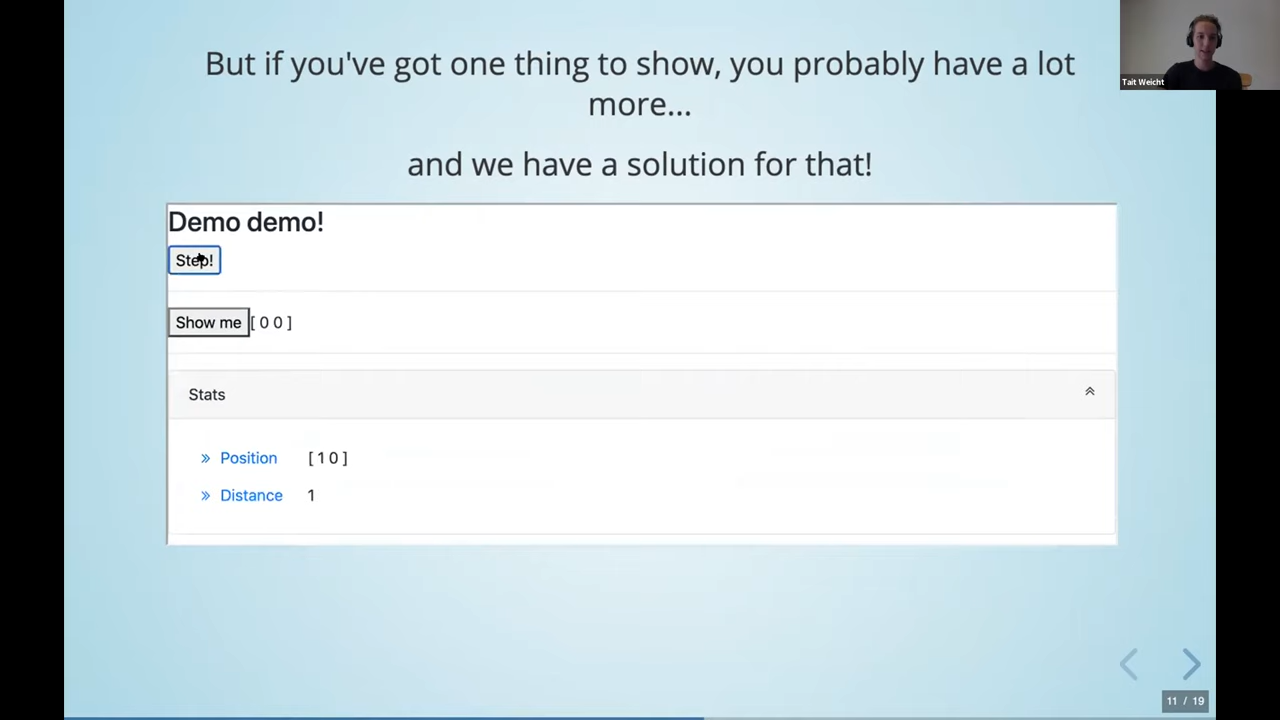 But if you've got one thing to show, you probably have a lot
more...
and we have a solution for that!
Tait Weicht
Demo demo!
Step!
Show me [ 0 0 ]
Stats
» Position [ 1 0 ]
» Distance 1
11 / 19